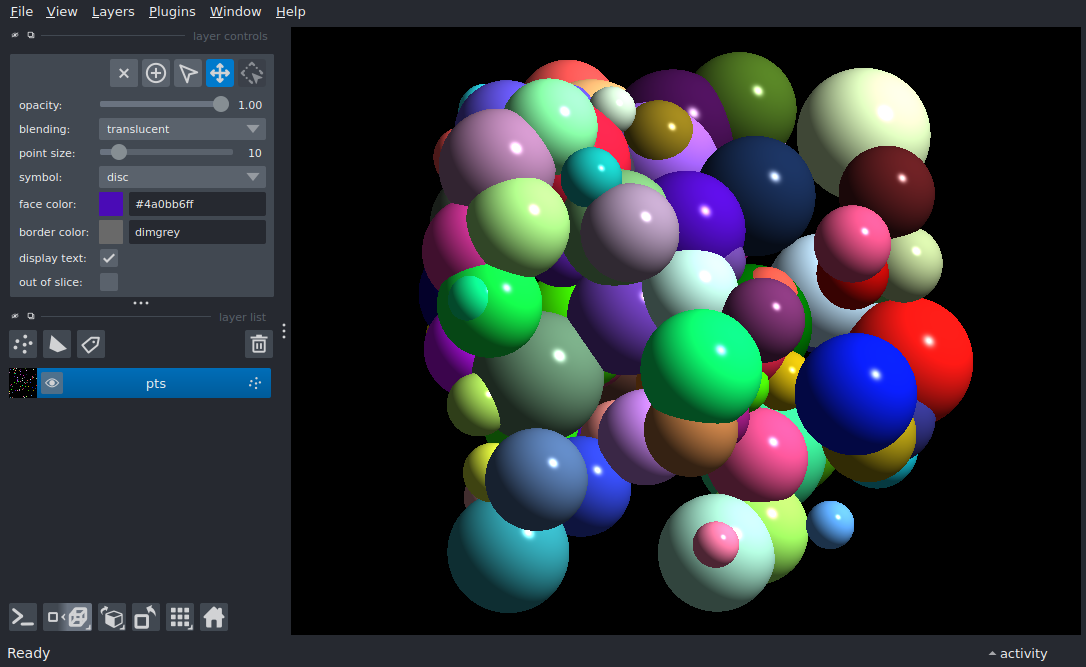 File View Layers Plugins Window Help
layer controls
opacity: 1.00
blending: translucent
point size: 10
symbol: disc
face color: #4a0bb6ff
border color: dimgrey
display text:
out of slice:
layer list
pts
Ready
activity